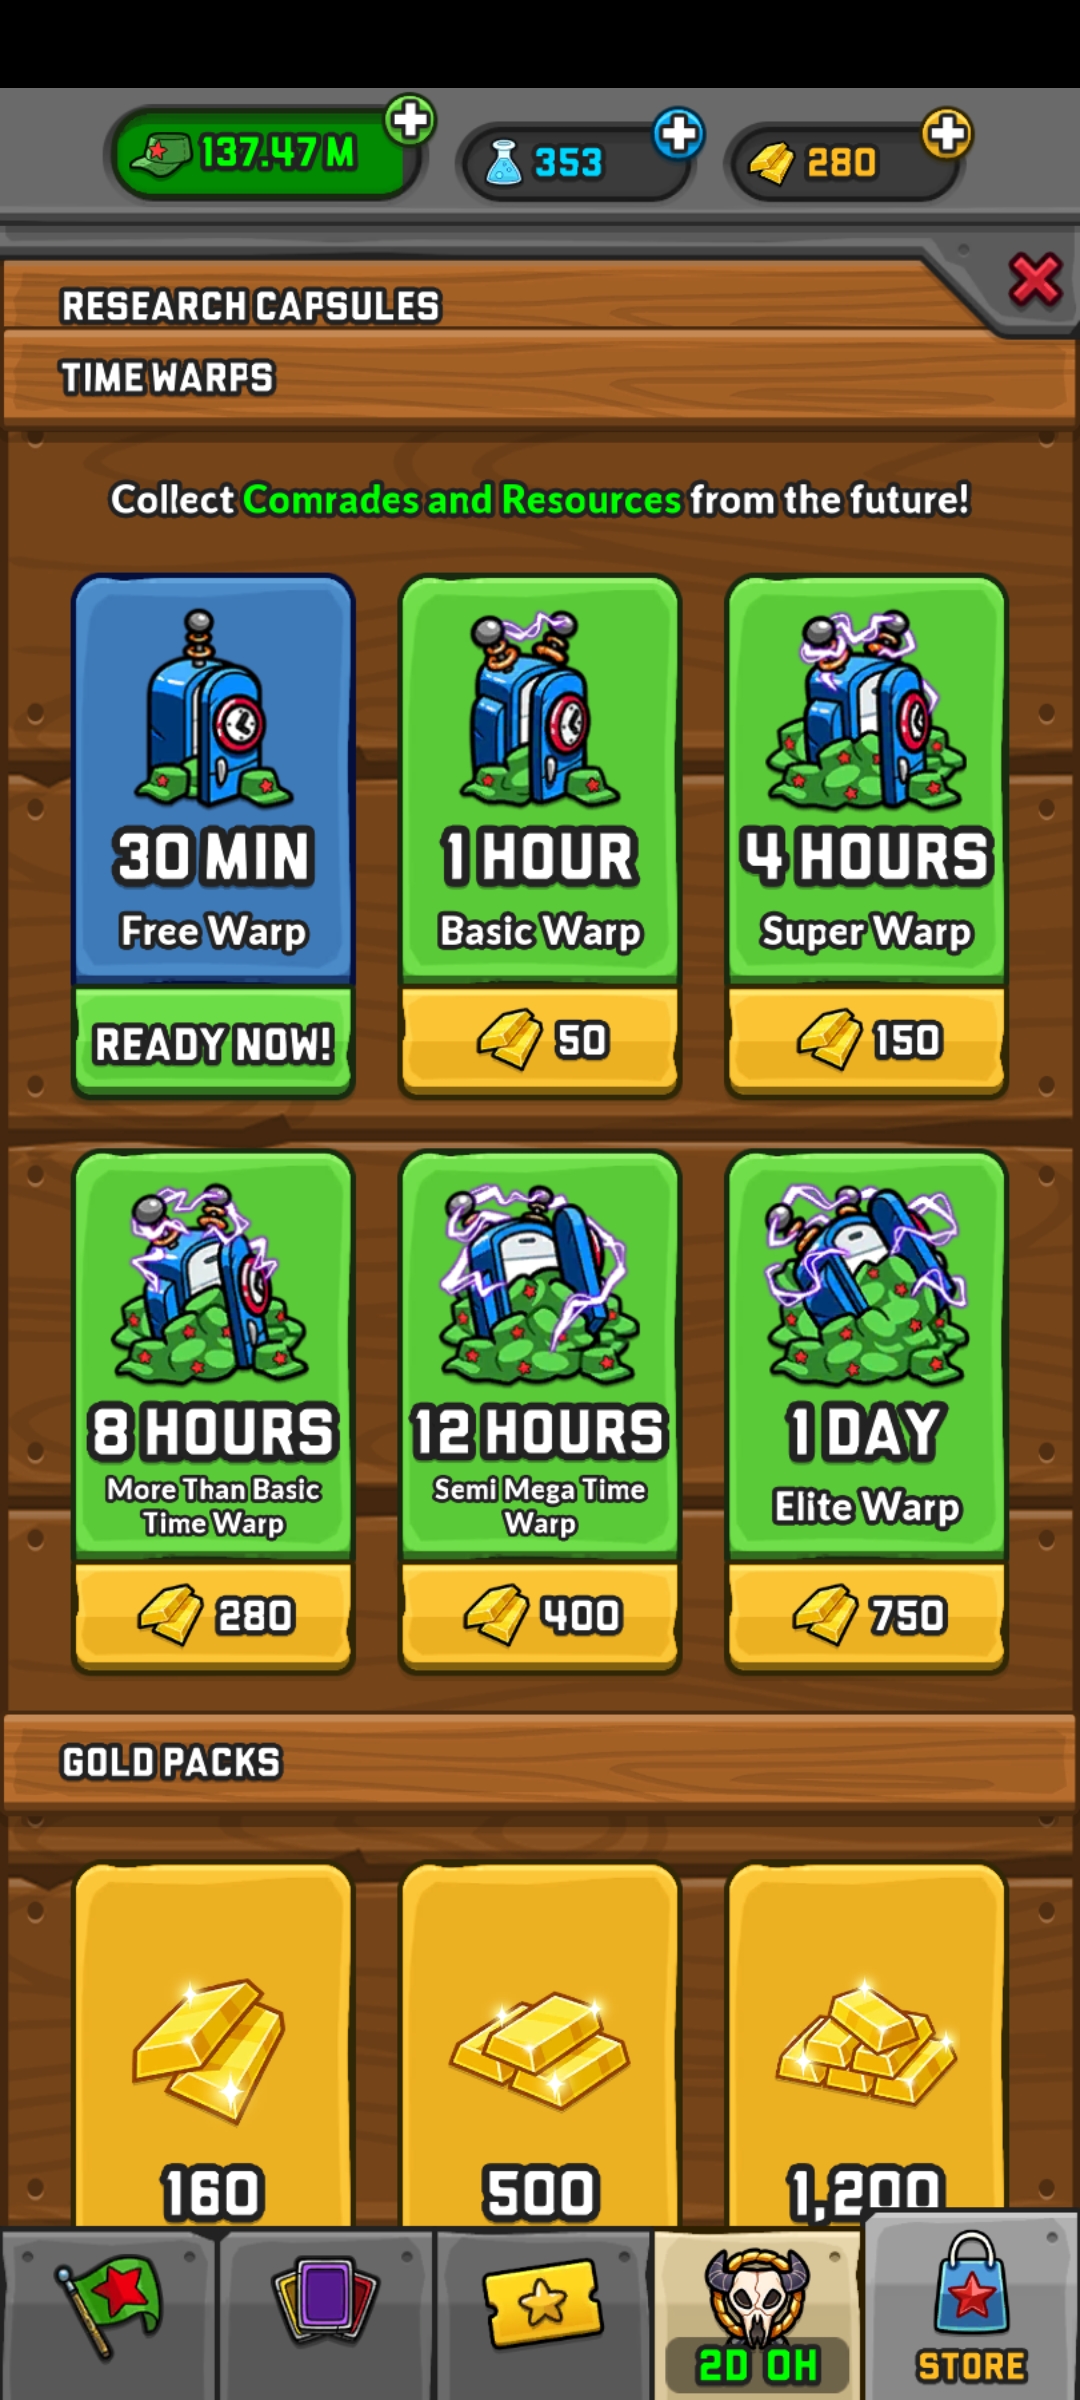 137.47 M
353
280
RESEARCH CAPSULES
TIME WARPS
Collect Comrades and Resources from the future!
30 MIN
Free Warp
READY NOW!
1 HOUR
Basic Warp
50
4 HOURS
Super Warp
150
8 HOURS
More Than Basic
Time Warp
280
12 HOURS
Semi Mega Time
Warp
400
1 DAY
Elite Warp
750
GOLD PACKS
160
500
1,200
2D 0H
STORE